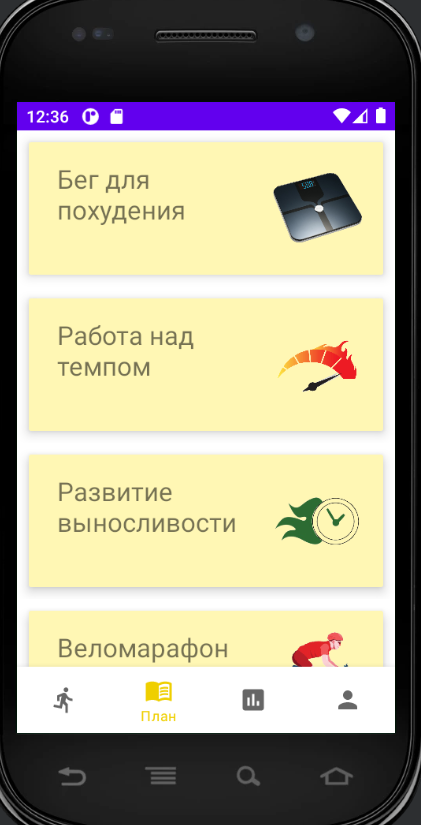 12:36
Бег для
похудения
Работа над
темпом
Развитие
выносливости
Веломарафон
План